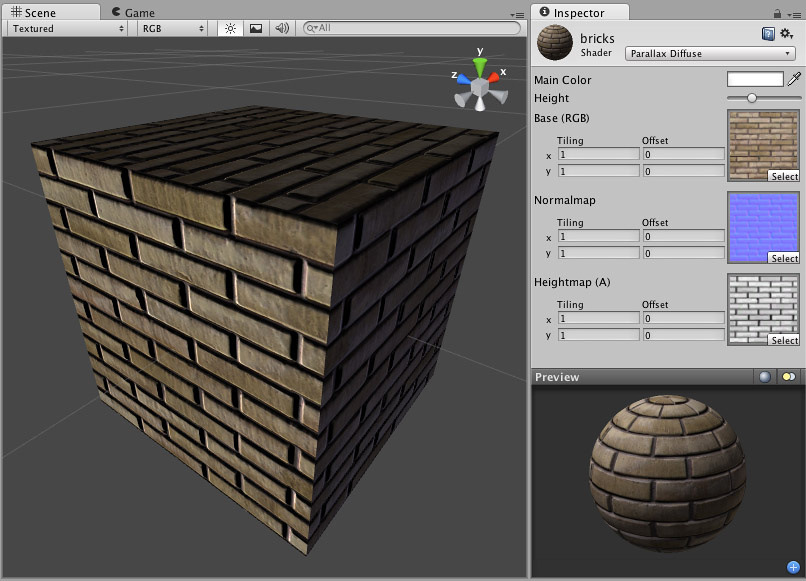 Scene
Game
Textured
RGB
All
y
x
z
Inspector
bricks
Shader
Parallax Diffuse
Main Color
Height
Base (RGB)
Tiling Offset
x 1 0
y 1 0
Select
Normalmap
Tiling Offset
x 1 0
y 1 0
Select
Heightmap (A)
Tiling Offset
x 1 0
y 1 0
Select
Preview